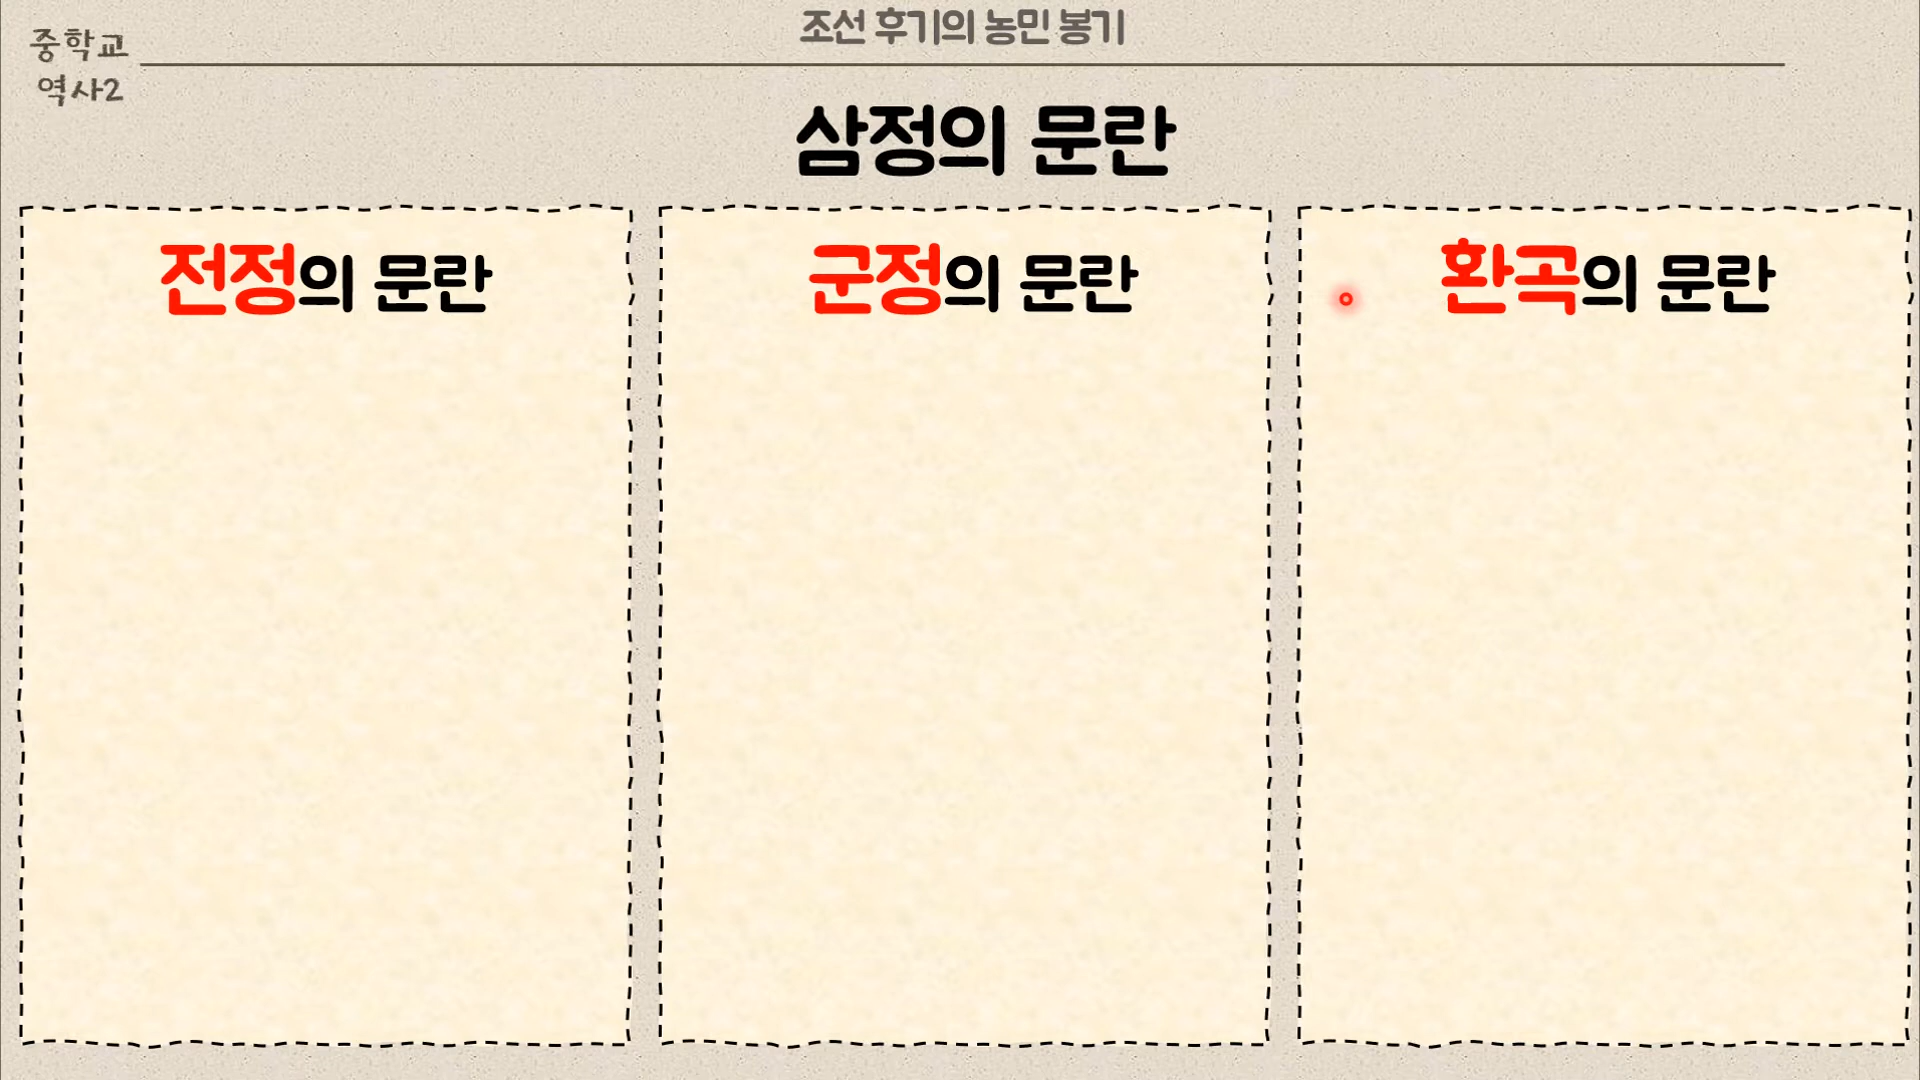 조선 후기의 농민 봉기
중학교
역사2
삼정의 문란
전정의 문란
군정의 문란
환곡의 문란